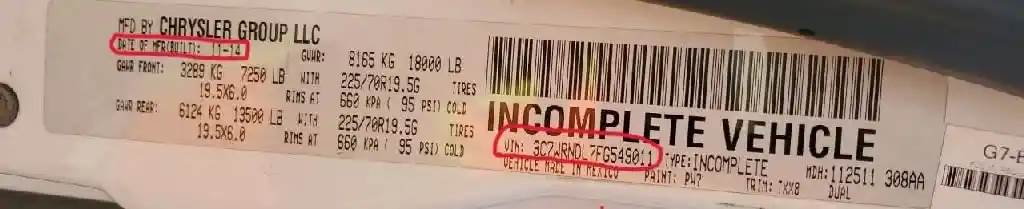 MFD BY CHRYSLER GROUP LLC
DATE OF MFR(BUILT): 11-14
GVWR: 8165 KG 18000 LB
GAWR FRONT: 3289 KG 7250 LB WITH 225/70R19.5G TIRES
19.5X6.0 RIMS AT 660 KPA ( 95 PSI) COLD
GAWR REAR: 6124 KG 13500 LB WITH 225/70R19.5G TIRES
19.5X6.0 RIMS AT 660 KPA ( 95 PSI) COLD
INCOMPLETE VEHICLE
VIN: TYPE:INCOMPLETE
VEHICLE MADE IN MEXICO
MDH:112511 308AA
PAINT: PW7
TRIM: DUAL
G7-